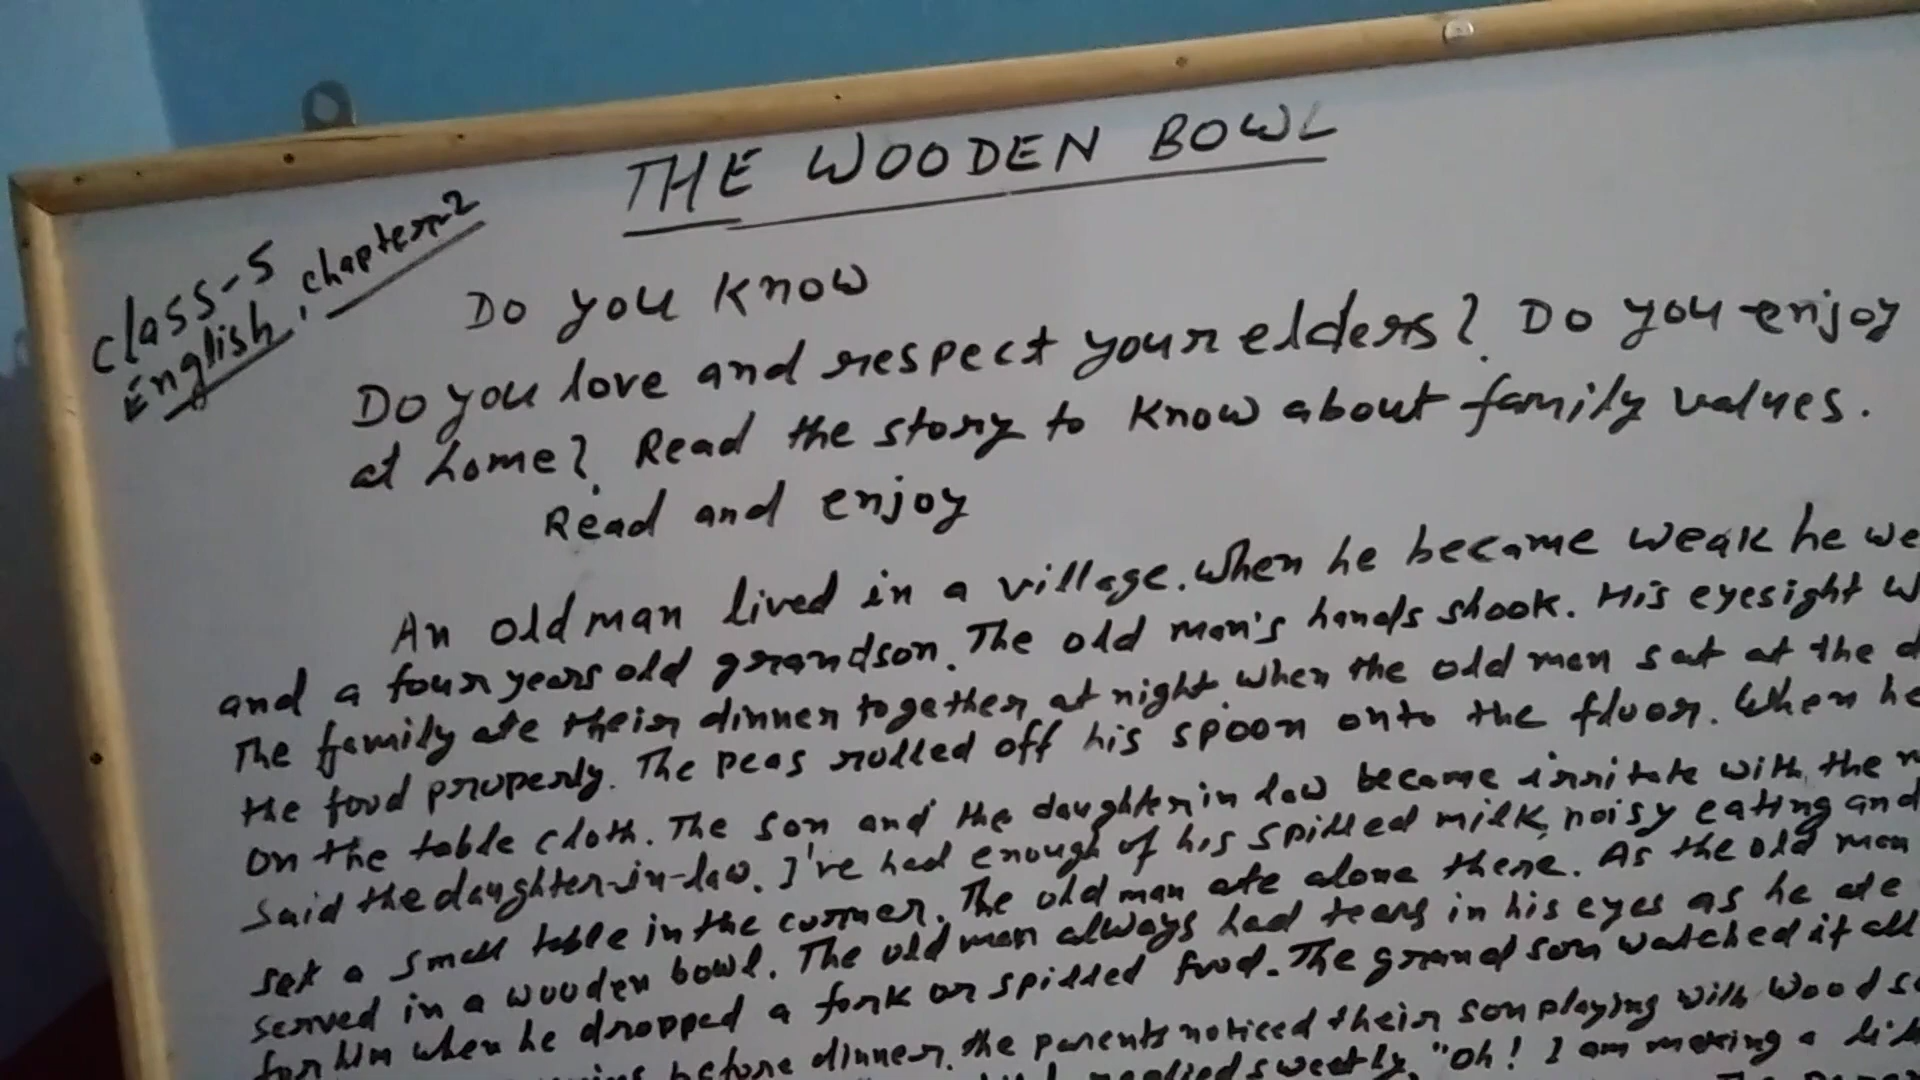 THE WOODEN BOWL
class-5
English, chapter-2
Do you know
Do you love and respect your elders? Do you enjoy
at home? Read the story to know about family values.
Read and enjoy
An old man lived in a village. When he became weak he we
and a four years old grandson. The old man's hands shook. His eyesight w
The family ate their dinner together at night. when the old man sat at the d
the food properly. The peas rolled off his spoon onto the floor. When he
on the table cloth. The son and the daughter in law became irritate with the
Said the daughter-in-law. I've had enough of his spilled milk, noisy eating and
set a small table in the corner. The old man ate alone there. As the old man
served in a wooden bowl. The old man always had tears in his eyes as he ate
for him when he dropped a fork or spilled food. The grand son watched it all
before dinner, the parents noticed their son playing with wood
sweetly, "Oh! I am making a